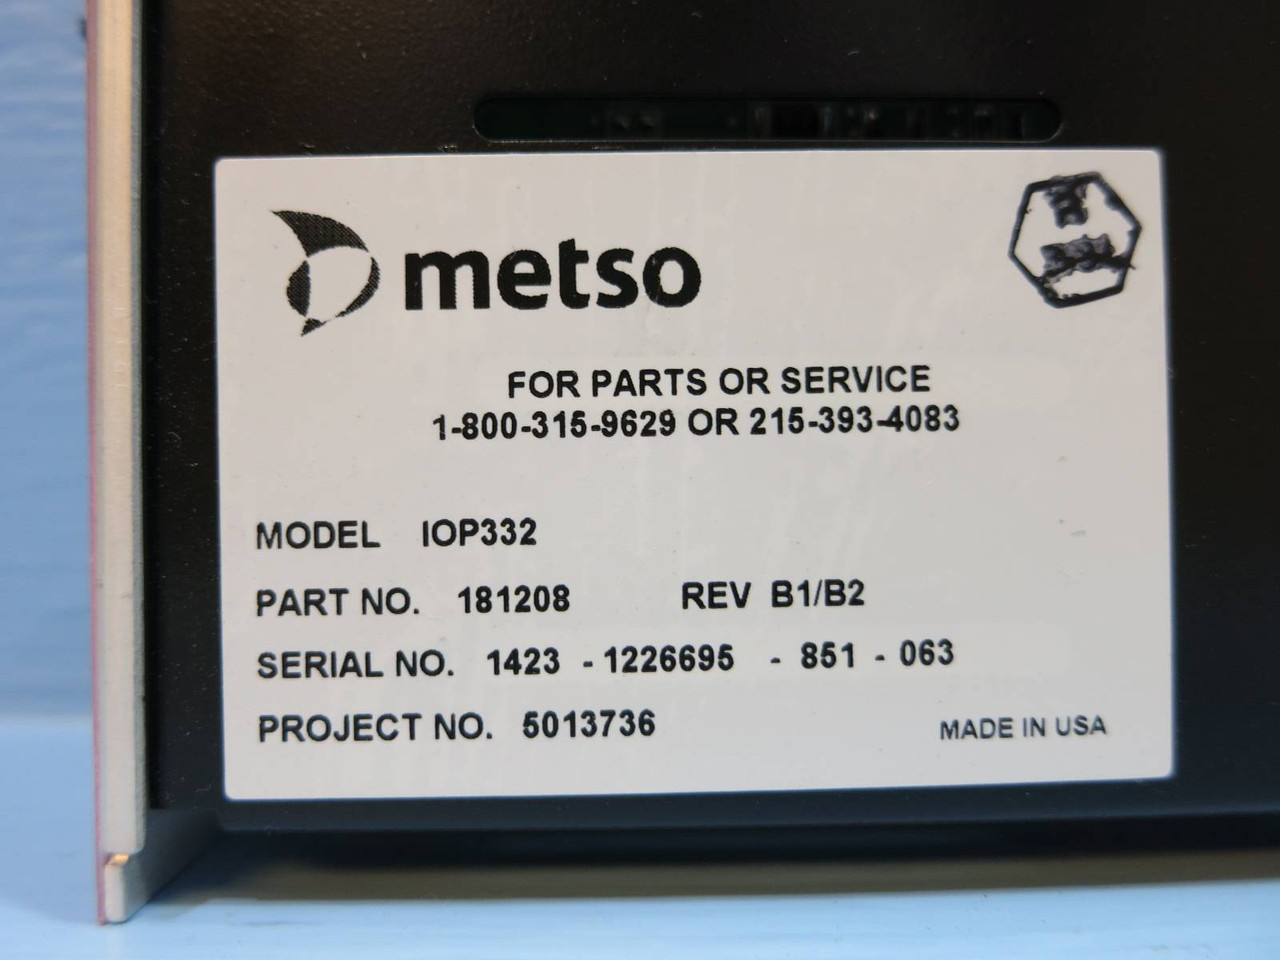 metso
FOR PARTS OR SERVICE
1-800-315-9629 OR 215-393-4083
MODEL IOP332
PART NO. 181208 REV B1/B2
SERIAL NO. 1423 - 1226695 - 851 - 063
PROJECT NO. 5013736
MADE IN USA